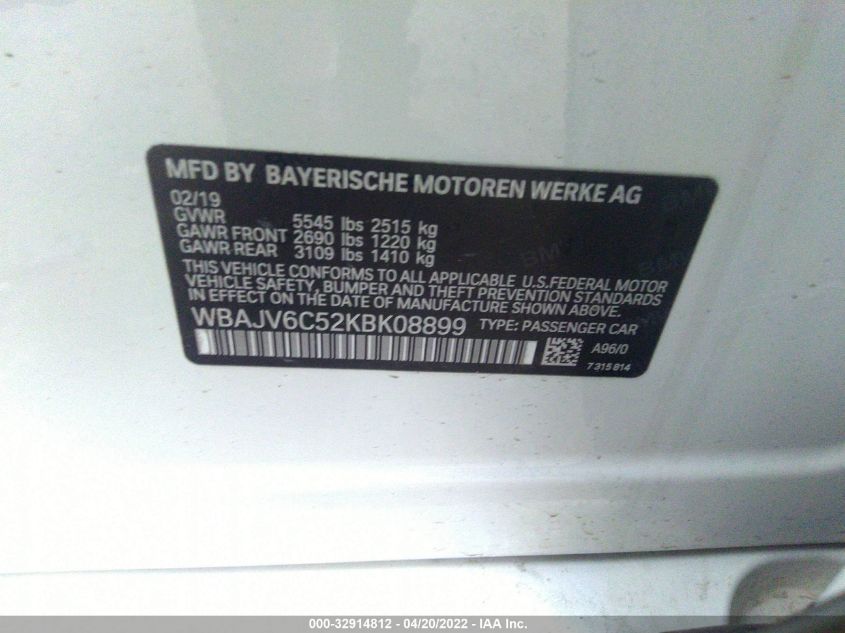 MFD BY BAYERISCHE MOTOREN WERKE AG
02/19
GVWR 5545 lbs 2515 kg
GAWR FRONT 2690 lbs 1220 kg
GAWR REAR 3109 lbs 1410 kg
THIS VEHICLE CONFORMS TO ALL APPLICABLE U.S.FEDERAL MOTOR
VEHICLE SAFETY, BUMPER AND THEFT PREVENTION STANDARDS
IN EFFECT ON THE DATE OF MANUFACTURE SHOWN ABOVE.
WBAJV6C52KBK08899 TYPE: PASSENGER CAR
A96/0
7 315 814
000-32914812 - 04/20/2022 - IAA Inc.